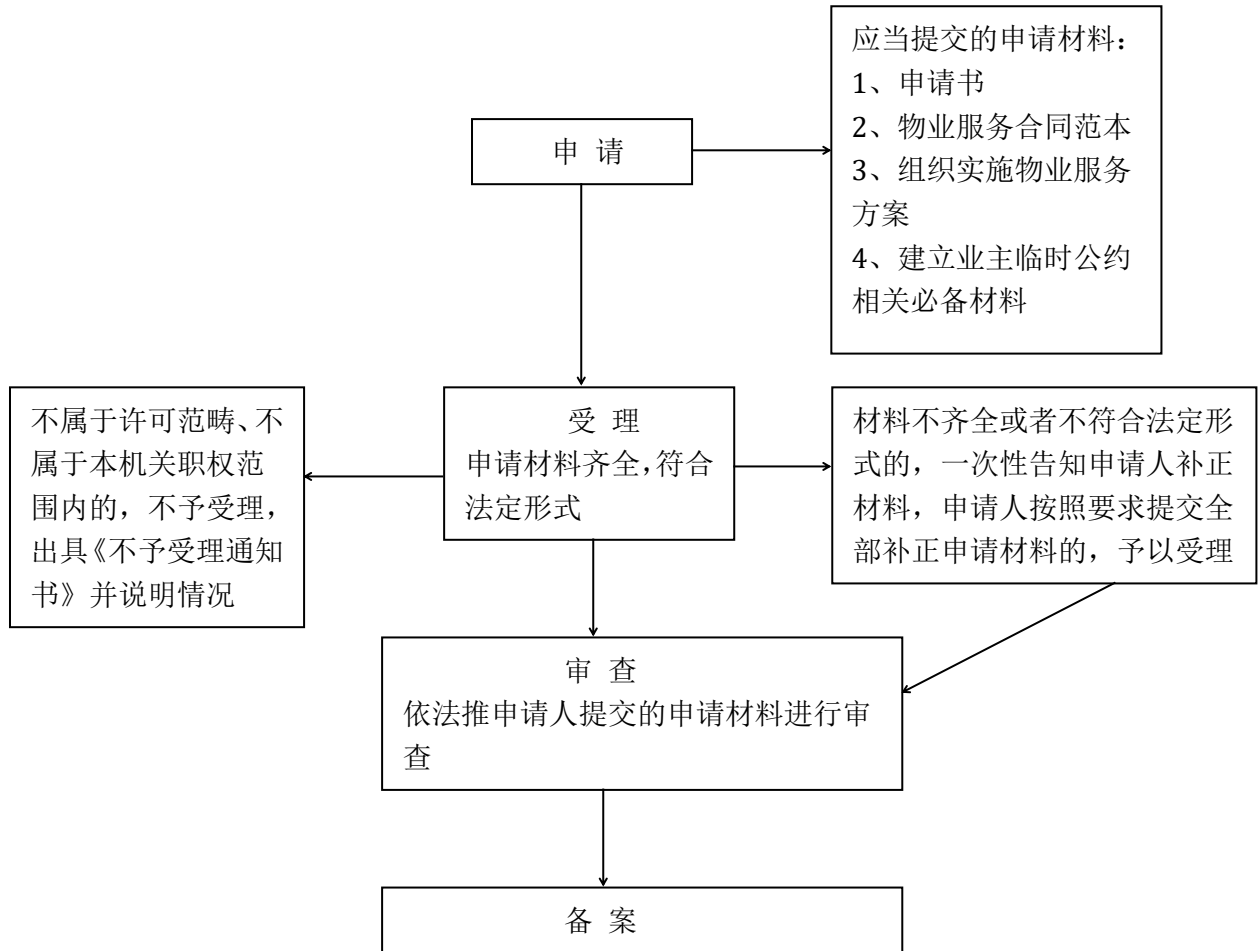 申 请
应当提交的申请材料：
1、申请书
2、物业服务合同范本
3、组织实施物业服务
方案
4、建立业主临时公约
相关必备材料
不属于许可范畴、不
属于本机关职权范
围内的，不予受理，
出具《不予受理通知
书》并说明情况
受 理
申请材料齐全，符合
法定形式
材料不齐全或者不符合法定形
式的，一次性告知申请人补正
材料，申请人按照要求提交全
部补正申请材料的，予以受理
审 查
依法推申请人提交的申请材料进行审
查
备 案